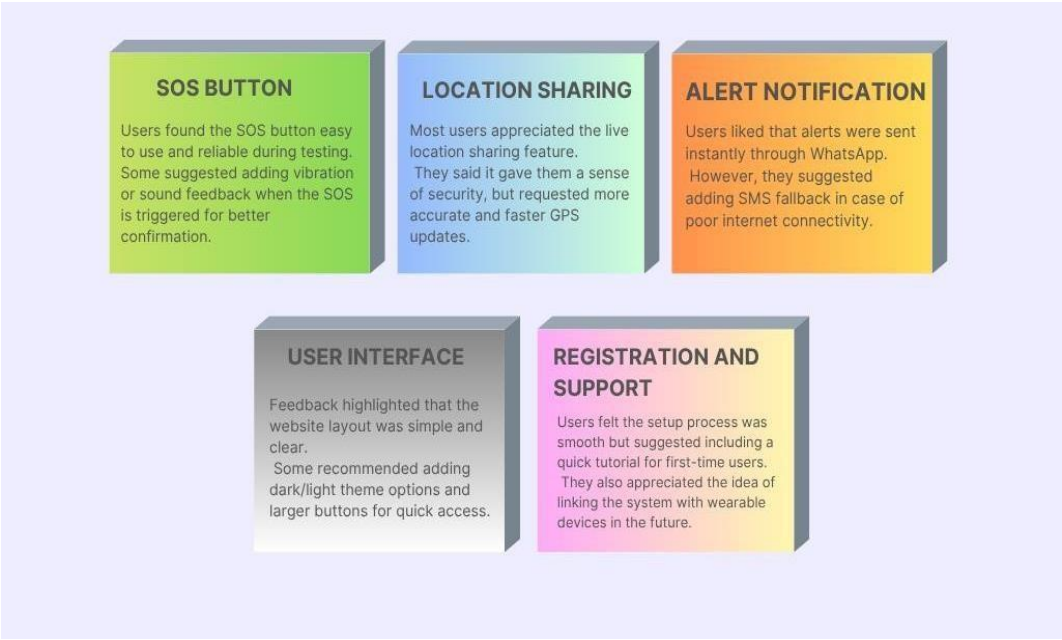 SOS BUTTON
Users found the SOS button easy
to use and reliable during testing.
Some suggested adding vibration
or sound feedback when the SOS
is triggered for better
confirmation.
LOCATION SHARING
Most users appreciated the live
location sharing feature.
They said it gave them a sense
of security, but requested more
accurate and faster GPS
updates.
ALERT NOTIFICATION
Users liked that alerts were sent
instantly through WhatsApp.
However, they suggested
adding SMS fallback in case of
poor internet connectivity.
USER INTERFACE
Feedback highlighted that the
website layout was simple and
clear.
Some recommended adding
dark/light theme options and
larger buttons for quick access.
REGISTRATION AND
SUPPORT
Users felt the setup process was
smooth but suggested including a
quick tutorial for first-time users.
They also appreciated the idea of
linking the system with wearable
devices in the future.